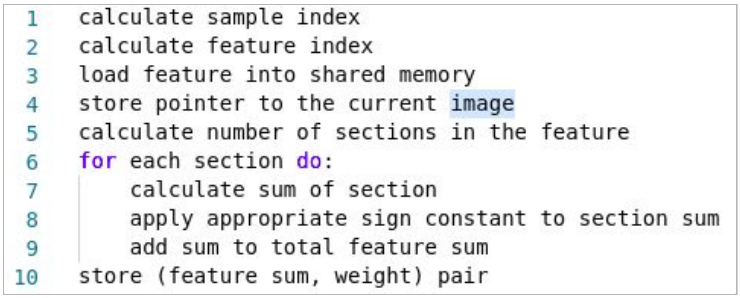 1 calculate sample index
2 calculate feature index
3 load feature into shared memory
4 store pointer to the current image
5 calculate number of sections in the feature
6 for each section do:
7 calculate sum of section
8 apply appropriate sign constant to section sum
9 add sum to total feature sum
10 store (feature sum, weight) pair